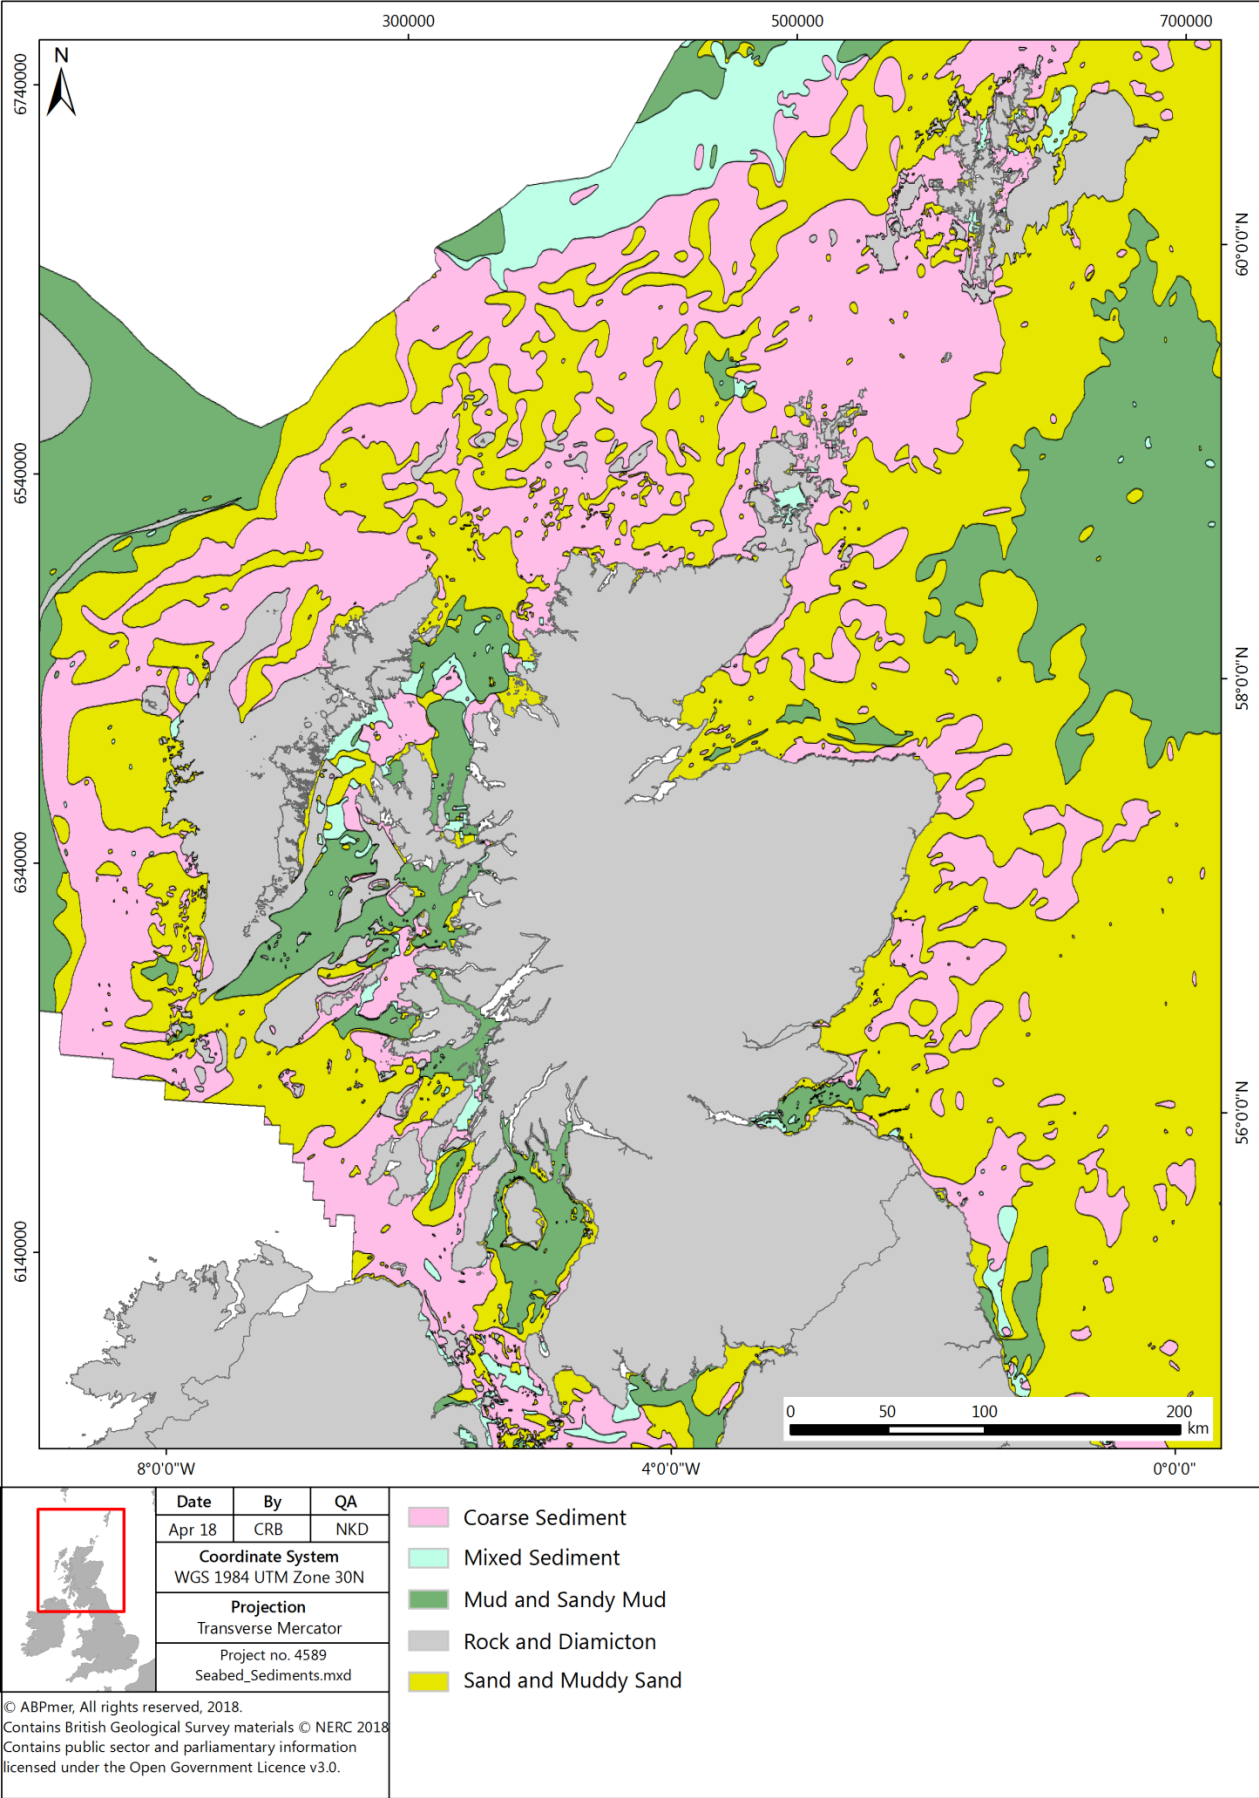 300000
500000
700000
N
6740000
6540000
6340000
6140000
60°0'0"N
58°0'0"N
56°0'0"N
0 50 100 200
km
8°0'0"W
4°0'0"W
0°0'0"
Date By QA
Apr 18 CRB NKD
Coordinate System
WGS 1984 UTM Zone 30N
Projection
Transverse Mercator
Project no. 4589
Seabed_Sediments.mxd
© ABPmer, All rights reserved, 2018.
Contains British Geological Survey materials © NERC 2018
Contains public sector and parliamentary information
licensed under the Open Government Licence v3.0.
Coarse Sediment
Mixed Sediment
Mud and Sandy Mud
Rock and Diamicton
Sand and Muddy Sand